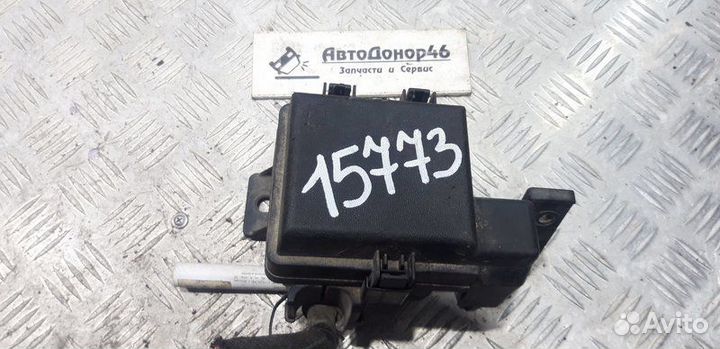 АвтоДонор46
Запчасти и Сервис
15773
Avito